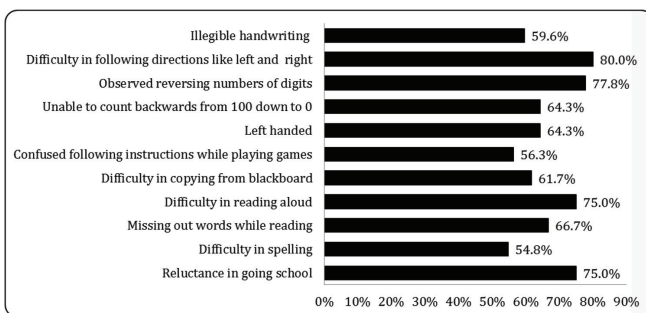 Illegible handwriting 59.6%
Difficulty in following directions like left and right 80.0%
Observed reversing numbers of digits 77.8%
Unable to count backwards from 100 down to 0 64.3%
Left handed 64.3%
Confused following instructions while playing games 56.3%
Difficulty in copying from blackboard 61.7%
Difficulty in reading aloud 75.0%
Missing out words while reading 66.7%
Difficulty in spelling 54.8%
Reluctance in going school 75.0%
0% 10% 20% 30% 40% 50% 60% 70% 80% 90%